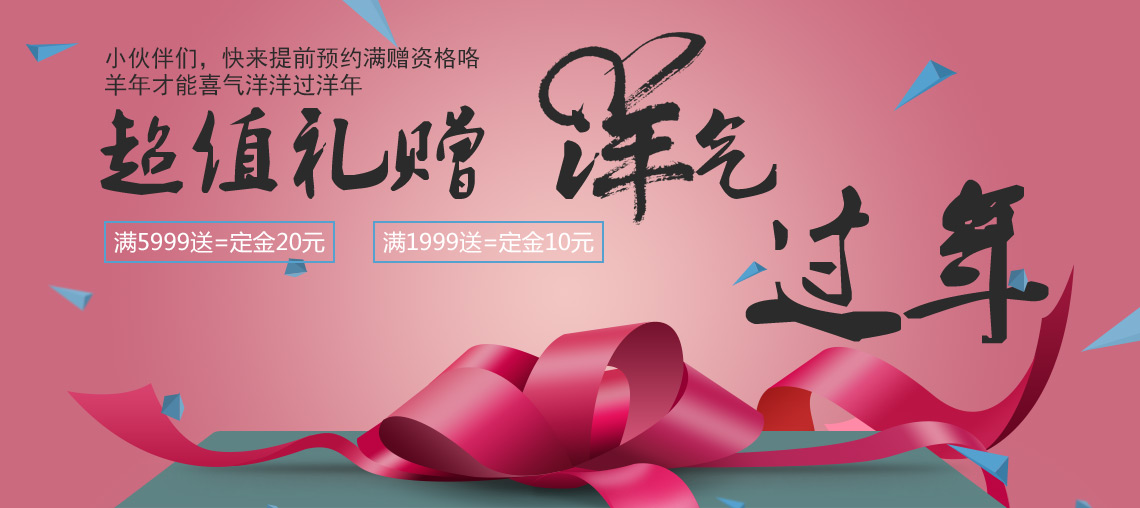 小伙伴们，快来提前预约满赠资格咯
羊年才能喜气洋洋过洋年
超值礼赠 洋气
过年
满5999送=定金20元 满1999送=定金10元